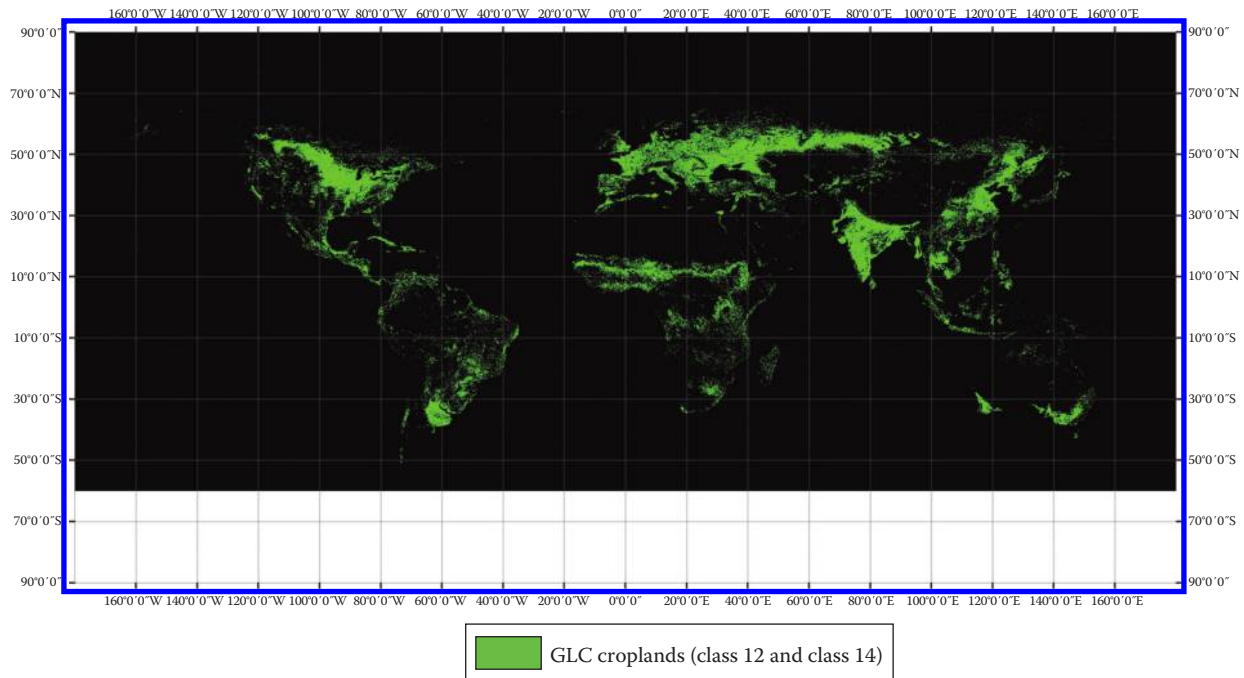 160°0′0″W 140°0′0″W 120°0′0″W 100°0′0″W 80°0′0″W 60°0′0″W 40°0′0″W 20°0′0″W 0°0′0″ 20°0′0″E 40°0′0″E 60°0′0″E 80°0′0″E 100°0′0″E 120°0′0″E 140°0′0″E 160°0′0″E
90°0′0″ 90°0′0″
70°0′0″N 70°0′0″N
50°0′0″N 50°0′0″N
30°0′0″N 30°0′0″N
10°0′0″N 10°0′0″N
10°0′0″S 10°0′0″S
30°0′0″S 30°0′0″S
50°0′0″S 50°0′0″S
70°0′0″S 70°0′0″S
90°0′0″ 90°0′0″
160°0′0″W 140°0′0″W 120°0′0″W 100°0′0″W 80°0′0″W 60°0′0″W 40°0′0″W 20°0′0″W 0°0′0″ 20°0′0″E 40°0′0″E 60°0′0″E 80°0′0″E 100°0′0″E 120°0′0″E 140°0′0″E 160°0′0″E
GLC croplands (class 12 and class 14)